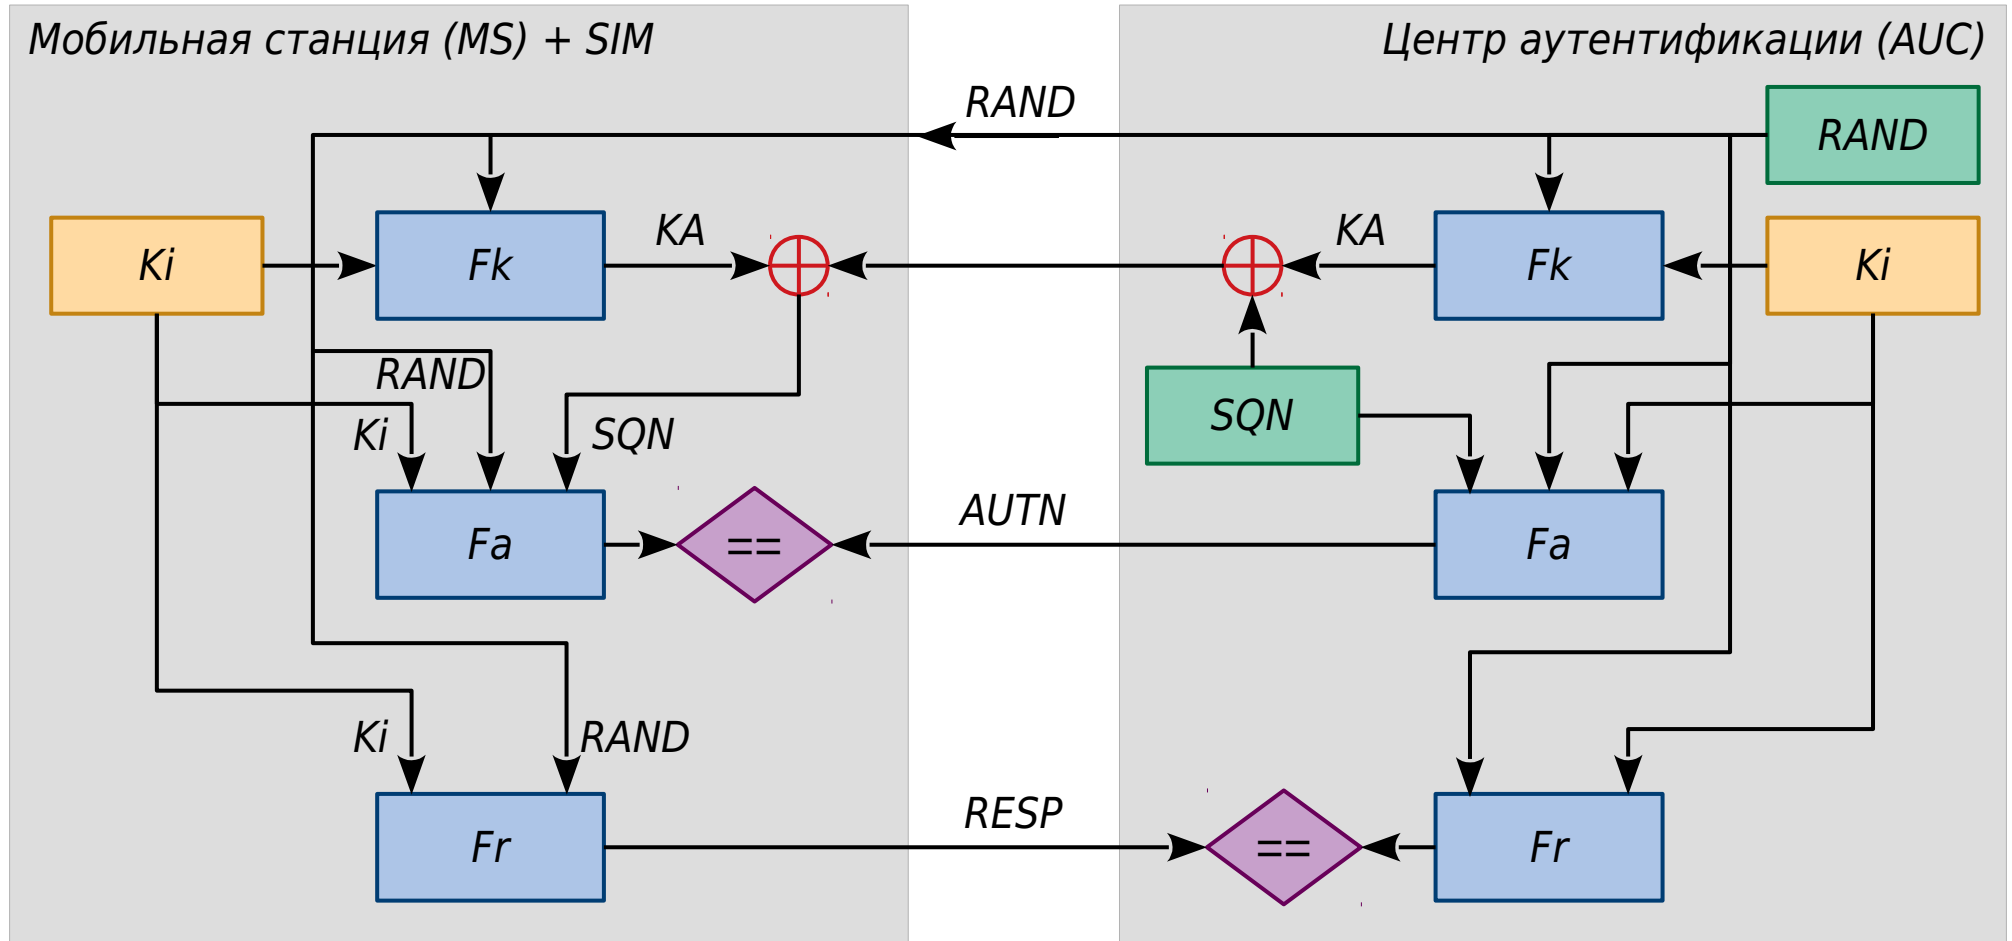 Мобильная станция (MS) + SIM
Центр аутентификации (AUC)
RAND
RAND
Ki
Fk
KA
KA
Fk
Ki
RAND
Ki
SQN
SQN
Fa
==
AUTN
Fa
Ki
RAND
Fr
RESP
==
Fr